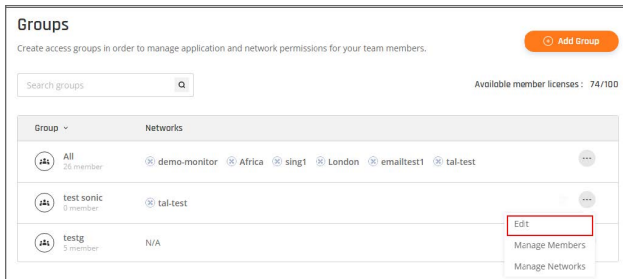 Groups
Create access groups in order to manage application and network permissions for your team members.
Add Group
Search groups
Available member licenses : 74/100
Group Networks
All
26 member
demo-monitor Africa sing1 London emailtest1 tal-test
test sonic
0 member
tal-test
Edit
testg
5 member
N/A
Manage Members
Manage Networks